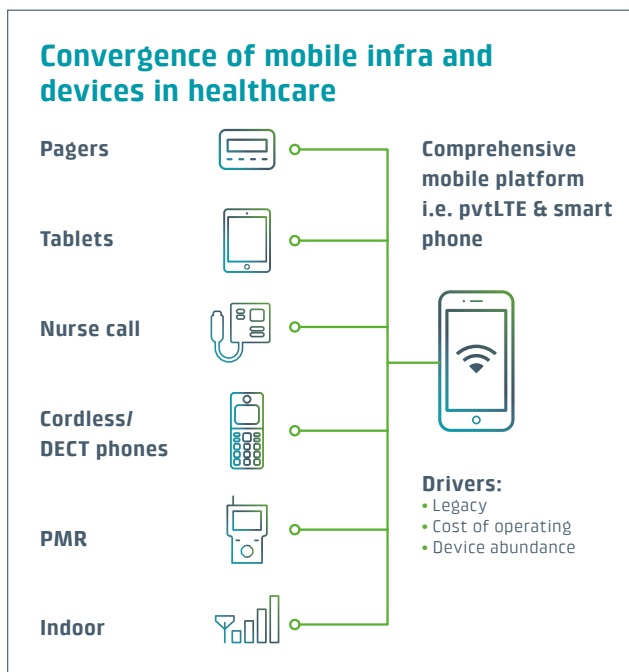 Convergence of mobile infra and
devices in healthcare
Pagers
Tablets
Nurse call
Cordless/
DECT phones
PMR
Indoor
Comprehensive
mobile platform
i.e. pvtLTE & smart
phone
Drivers:
• Legacy
• Cost of operating
• Device abundance